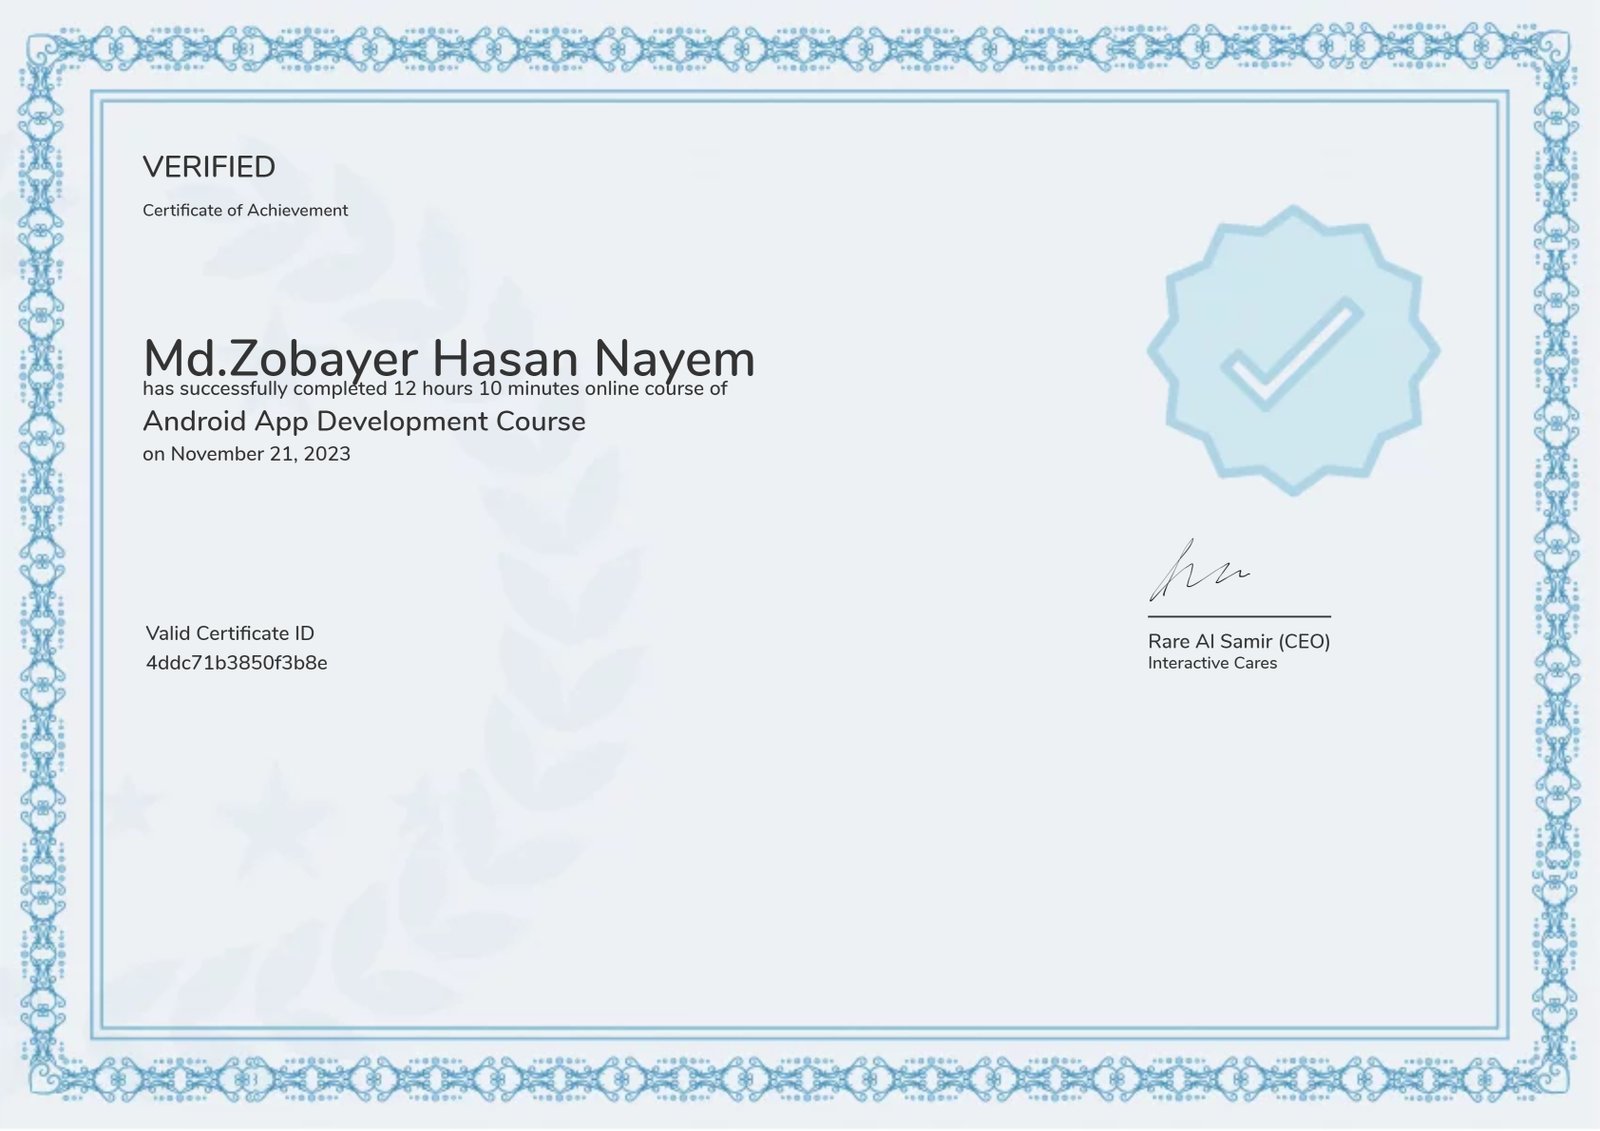 VERIFIED
Certificate of Achievement
Md.Zobayer Hasan Nayem
has successfully completed 12 hours 10 minutes online course of
Android App Development Course
on November 21, 2023
Valid Certificate ID
4ddc71b3850f3b8e
Rare Al Samir (CEO)
Interactive Cares